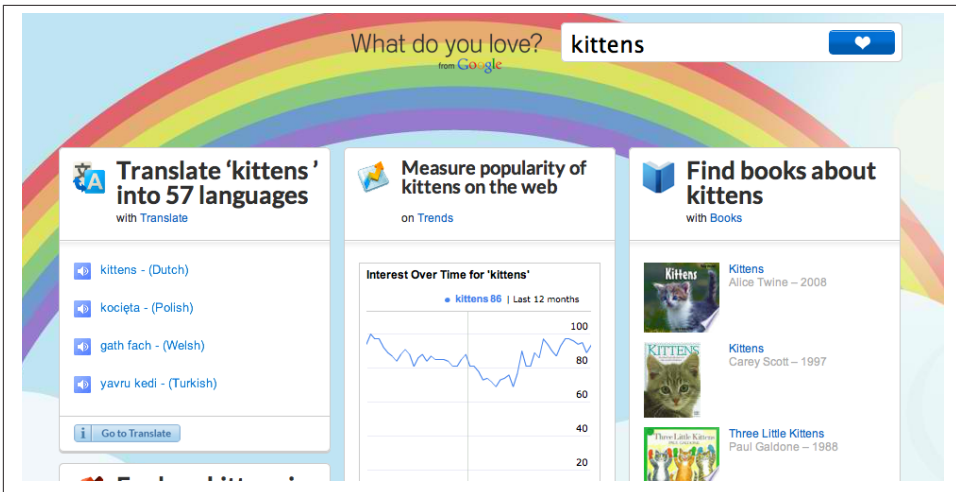 What do you love?
from Google
kittens
Translate ‘kittens ’
into 57 languages
with Translate
kittens - (Dutch)
kocięta - (Polish)
gath fach - (Welsh)
yavru kedi - (Turkish)
i Go to Translate
Measure popularity of
kittens on the web
on Trends
Interest Over Time for 'kittens'
kittens 86 | Last 12 months
100
80
60
40
20
Find books about
kittens
with Books
Kittens
Kittens
Alice Twine – 2008
KITTENS
Kittens
Carey Scott – 1997
Three Little Kittens
Three Little Kittens
Paul Galdone – 1988